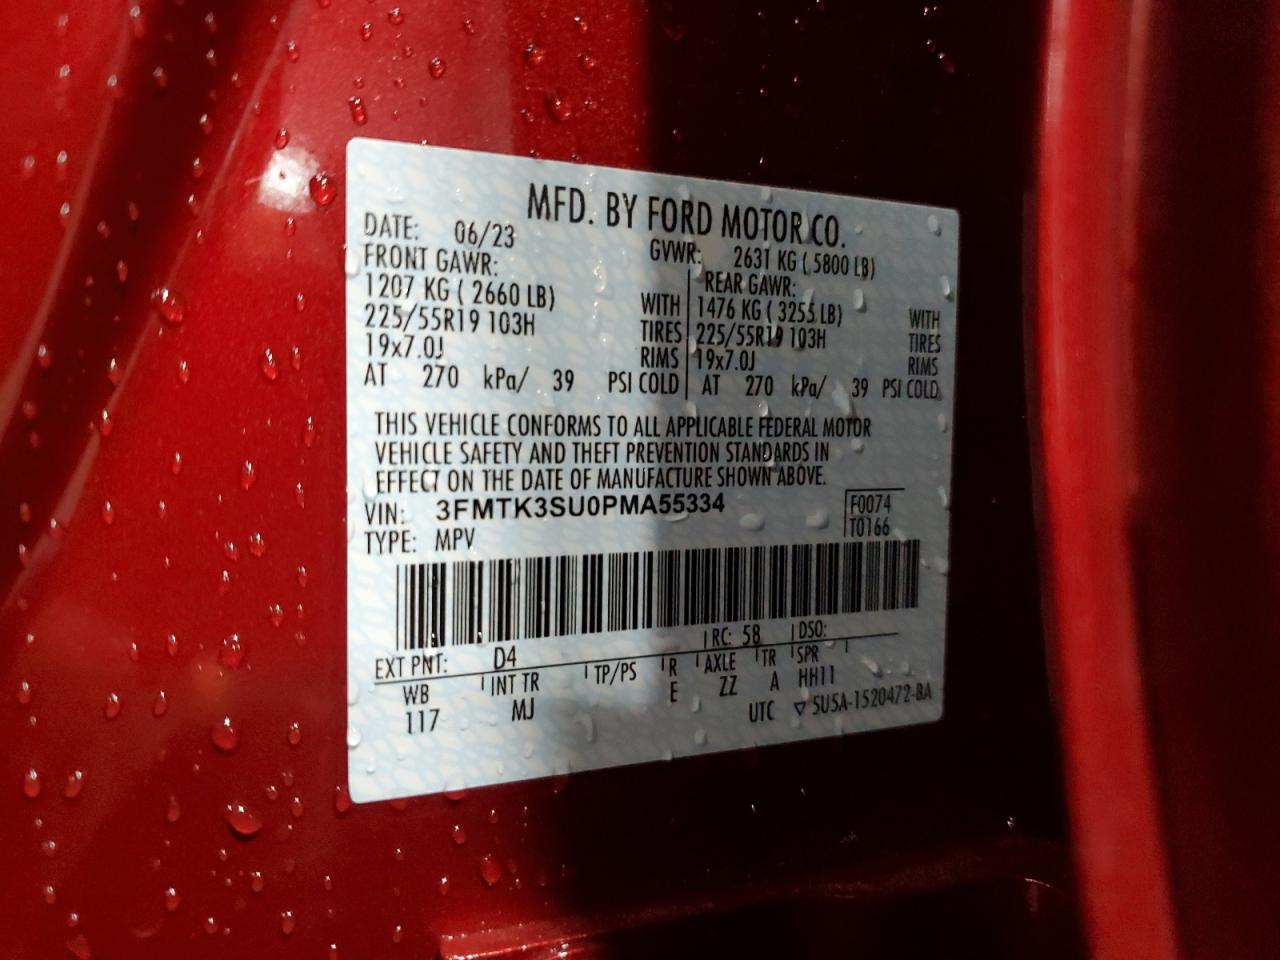 MFD. BY FORD MOTOR CO.
DATE: 06/23 GVWR: 2631 KG ( 5800 LB)
FRONT GAWR: REAR GAWR:
1207 KG ( 2660 LB) WITH 1476 KG ( 3255 LB) WITH
225/55R19 103H TIRES 225/55R19 103H TIRES
19x7.0J RIMS 19x7.0J RIMS
AT 270 kPa/ 39 PSI COLD AT 270 kPa/ 39 PSI COLD
THIS VEHICLE CONFORMS TO ALL APPLICABLE FEDERAL MOTOR
VEHICLE SAFETY AND THEFT PREVENTION STANDARDS IN
EFFECT ON THE DATE OF MANUFACTURE SHOWN ABOVE.
VIN: 3FMTK3SU0PMA55334 F0074
TYPE: MPV T0166
RC: 58 DSO:
EXT PNT: D4
WB INT TR TP/PS R AXLE TR SPR
117 MJ E ZZ A HH11
UTC ▽ 5U5A-1520472-BA